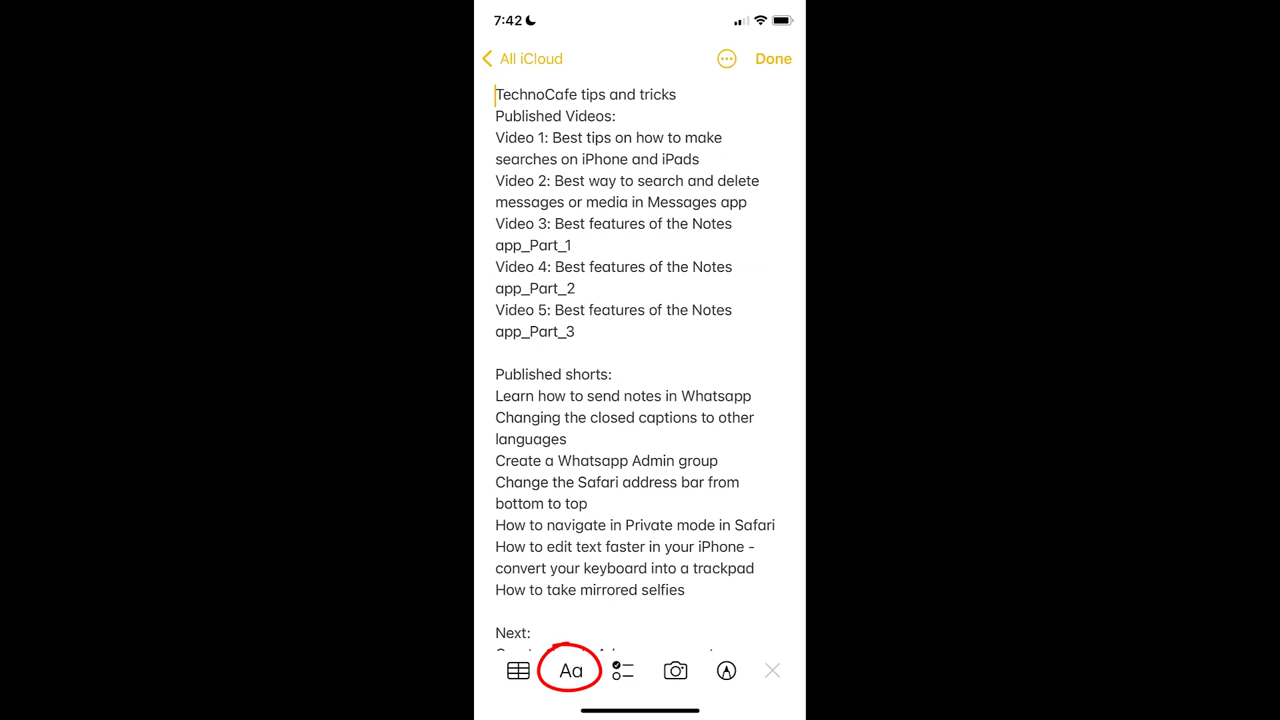 7:42
All iCloud
Done
TechnoCafe tips and tricks
Published Videos:
Video 1: Best tips on how to make
searches on iPhone and iPads
Video 2: Best way to search and delete
messages or media in Messages app
Video 3: Best features of the Notes
app_Part_1
Video 4: Best features of the Notes
app_Part_2
Video 5: Best features of the Notes
app_Part_3
Published shorts:
Learn how to send notes in Whatsapp
Changing the closed captions to other
languages
Create a Whatsapp Admin group
Change the Safari address bar from
bottom to top
How to navigate in Private mode in Safari
How to edit text faster in your iPhone -
convert your keyboard into a trackpad
How to take mirrored selfies
Next:
Aa